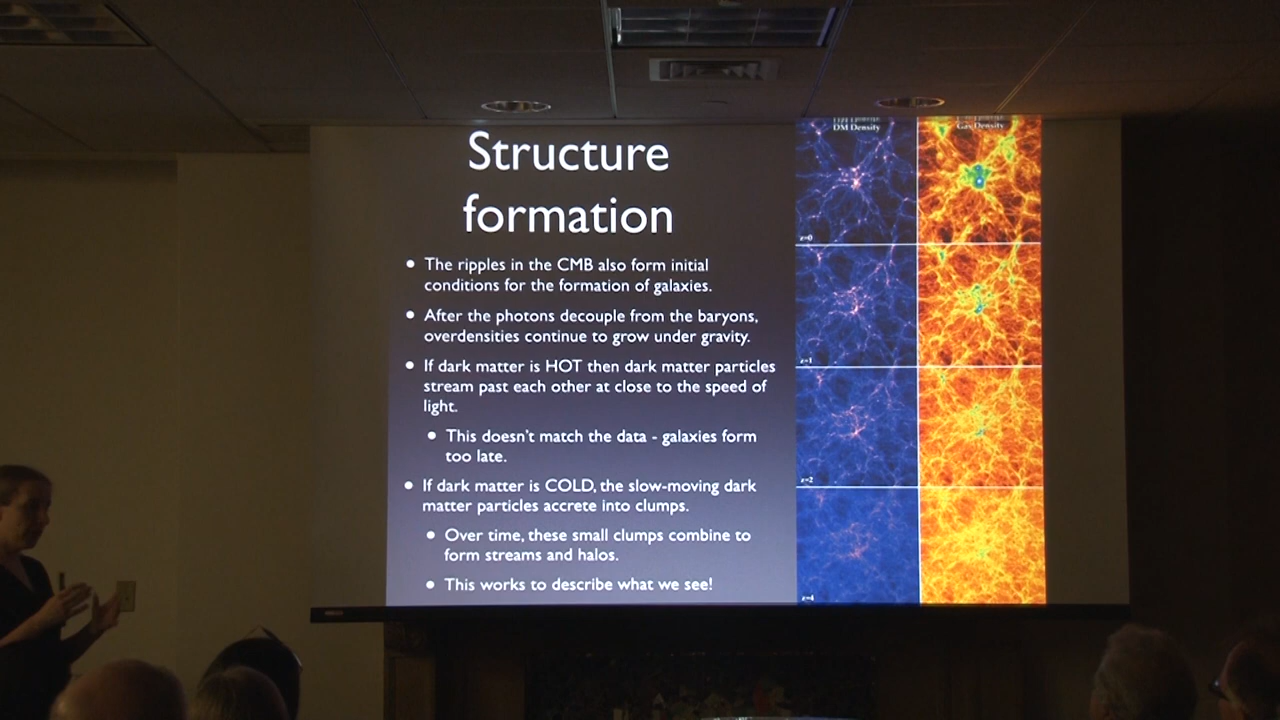 Structure
formation
• The ripples in the CMB also form initial
conditions for the formation of galaxies.
• After the photons decouple from the baryons,
overdensities continue to grow under gravity.
• If dark matter is HOT then dark matter particles
stream past each other at close to the speed of
light.
• This doesn't match the data - galaxies form
too late.
• If dark matter is COLD, the slow-moving dark
matter particles accrete into clumps.
• Over time, these small clumps combine to
form streams and halos.
• This works to describe what we see!
DM Density
Gas Density
z=0
z=1
z=2
z=4